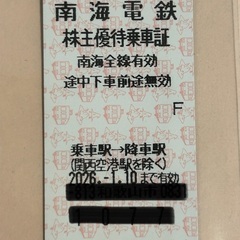 南海電鉄
株主優待乗車証
南海全線有効
途中下車前途無効
F
乗車駅→降車駅
(関西空港駅を除く)
2026.-1.10まで有効